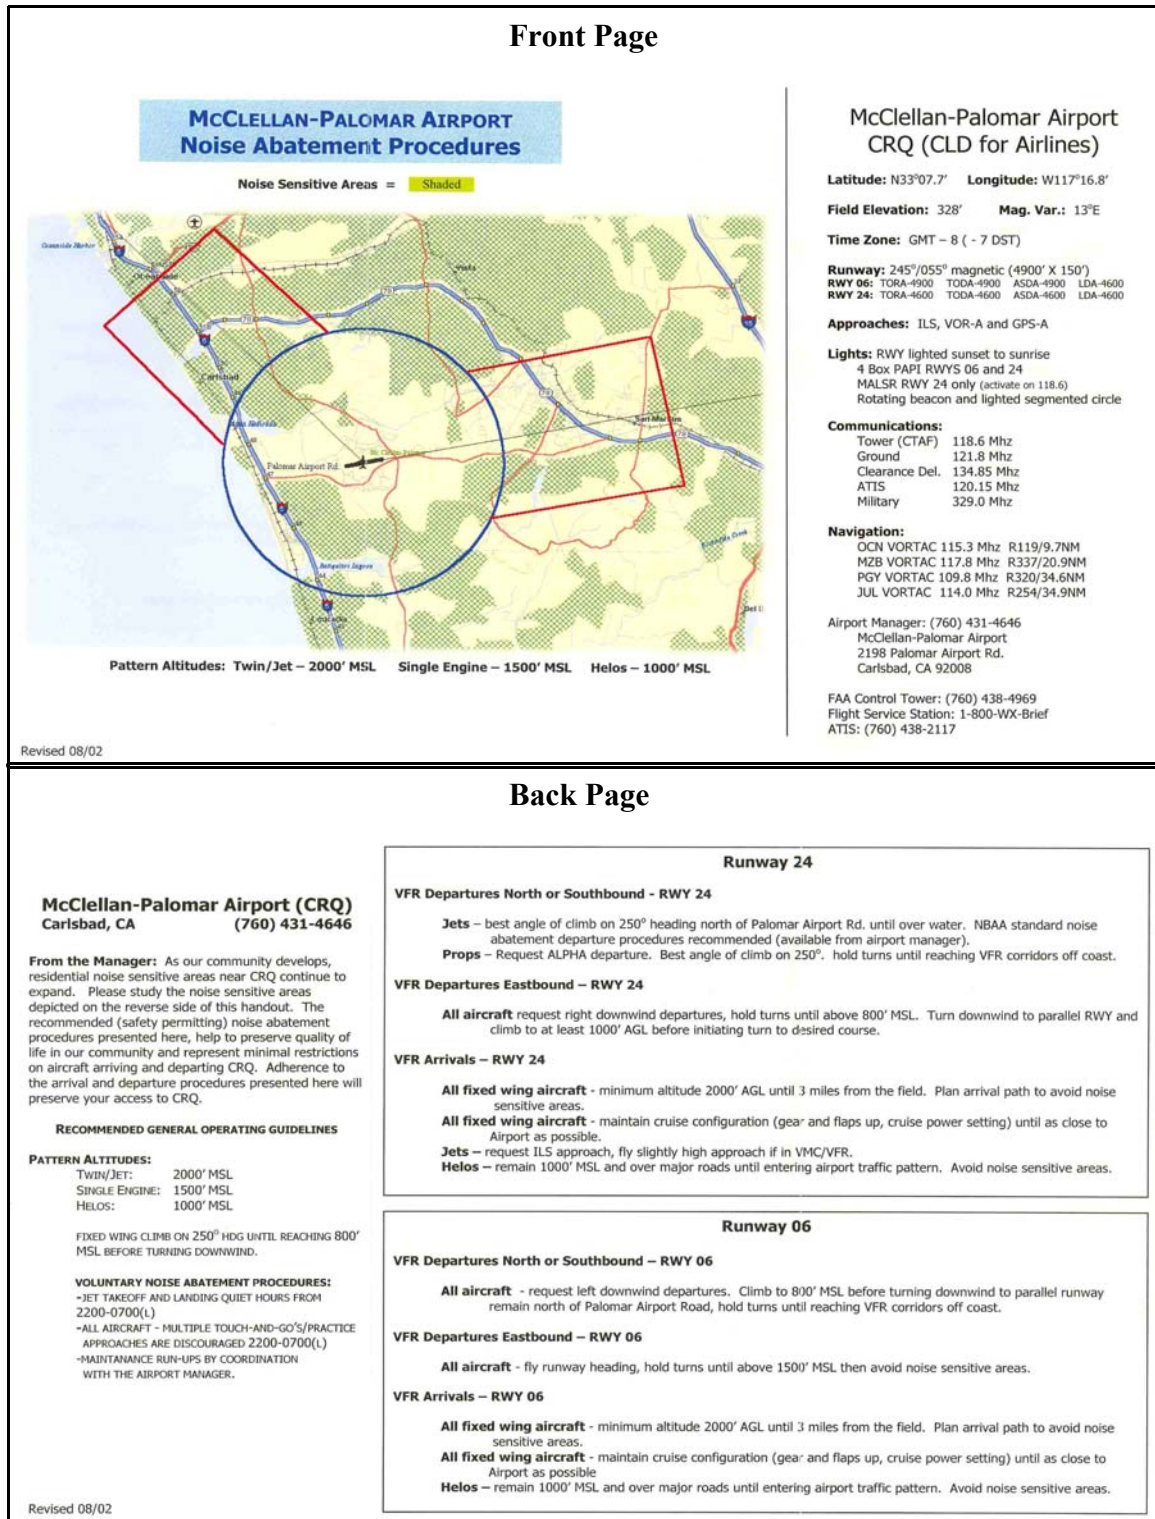 Front Page
McCLELLAN-PALOMAR AIRPORT
Noise Abatement Procedures
Noise Sensitive Areas = Shaded
Oceanside Harbor
Vista
78
Carlsbad
78
San Marcos
78
Palomar Airport Rd.
Batiquitos Lagoon
Pattern Altitudes: Twin/Jet – 2000' MSL Single Engine – 1500' MSL Helos – 1000' MSL
Revised 08/02
McClellan-Palomar Airport
CRQ (CLD for Airlines)
Latitude: N33°07.7' Longitude: W117°16.8'
Field Elevation: 328' Mag. Var.: 13°E
Time Zone: GMT – 8 ( - 7 DST)
Runway: 245°/055° magnetic (4900' X 150')
RWY 06: TORA-4900 TODA-4900 ASDA-4900 LDA-4600
RWY 24: TORA-4600 TODA-4600 ASDA-4600 LDA-4600
Approaches: ILS, VOR-A and GPS-A
Lights: RWY lighted sunset to sunrise
4 Box PAPI RWYS 06 and 24
MALSR RWY 24 only (activate on 118.6)
Rotating beacon and lighted segmented circle
Communications:
Tower (CTAF) 118.6 Mhz
Ground 121.8 Mhz
Clearance Del. 134.85 Mhz
ATIS 120.15 Mhz
Military 329.0 Mhz
Navigation:
OCN VORTAC 115.3 Mhz R119/9.7NM
MZB VORTAC 117.8 Mhz R337/20.9NM
PGY VORTAC 109.8 Mhz R320/34.6NM
JUL VORTAC 114.0 Mhz R254/34.9NM
Airport Manager: (760) 431-4646
McClellan-Palomar Airport
2198 Palomar Airport Rd.
Carlsbad, CA 92008
FAA Control Tower: (760) 438-4969
Flight Service Station: 1-800-WX-Brief
ATIS: (760) 438-2117
Back Page
McClellan-Palomar Airport (CRQ)
Carlsbad, CA (760) 431-4646
From the Manager: As our community develops,
residential noise sensitive areas near CRQ continue to
expand. Please study the noise sensitive areas
depicted on the reverse side of this handout. The
recommended (safety permitting) noise abatement
procedures presented here, help to preserve quality of
life in our community and represent minimal restrictions
on aircraft arriving and departing CRQ. Adherence to
the arrival and departure procedures presented here will
preserve your access to CRQ.
RECOMMENDED GENERAL OPERATING GUIDELINES
PATTERN ALTITUDES:
TWIN/JET: 2000' MSL
SINGLE ENGINE: 1500' MSL
HELOS: 1000' MSL
FIXED WING CLIMB ON 250° HDG UNTIL REACHING 800'
MSL BEFORE TURNING DOWNWIND.
VOLUNTARY NOISE ABATEMENT PROCEDURES:
-JET TAKEOFF AND LANDING QUIET HOURS FROM
2200-0700(L)
-ALL AIRCRAFT - MULTIPLE TOUCH-AND-GO'S/PRACTICE
APPROACHES ARE DISCOURAGED 2200-0700(L)
-MAINTANANCE RUN-UPS BY COORDINATION
WITH THE AIRPORT MANAGER.
Revised 08/02
Runway 24
VFR Departures North or Southbound - RWY 24
Jets – best angle of climb on 250° heading north of Palomar Airport Rd. until over water. NBAA standard noise
abatement departure procedures recommended (available from airport manager).
Props – Request ALPHA departure. Best angle of climb on 250°. hold turns until reaching VFR corridors off coast.
VFR Departures Eastbound – RWY 24
All aircraft request right downwind departures, hold turns until above 800' MSL. Turn downwind to parallel RWY and
climb to at least 1000' AGL before initiating turn to desired course.
VFR Arrivals – RWY 24
All fixed wing aircraft - minimum altitude 2000' AGL until 3 miles from the field. Plan arrival path to avoid noise
sensitive areas.
All fixed wing aircraft - maintain cruise configuration (gear and flaps up, cruise power setting) until as close to
Airport as possible.
Jets – request ILS approach, fly slightly high approach if in VMC/VFR.
Helos – remain 1000' MSL and over major roads until entering airport traffic pattern. Avoid noise sensitive areas.
Runway 06
VFR Departures North or Southbound – RWY 06
All aircraft - request left downwind departures. Climb to 800' MSL before turning downwind to parallel runway
remain north of Palomar Airport Road, hold turns until reaching VFR corridors off coast.
VFR Departures Eastbound – RWY 06
All aircraft - fly runway heading, hold turns until above 1500' MSL then avoid noise sensitive areas.
VFR Arrivals – RWY 06
All fixed wing aircraft - minimum altitude 2000' AGL until 3 miles from the field. Plan arrival path to avoid noise
sensitive areas.
All fixed wing aircraft - maintain cruise configuration (gear and flaps up, cruise power setting) until as close to
Airport as possible
Helos – remain 1000' MSL and over major roads until entering airport traffic pattern. Avoid noise sensitive areas.